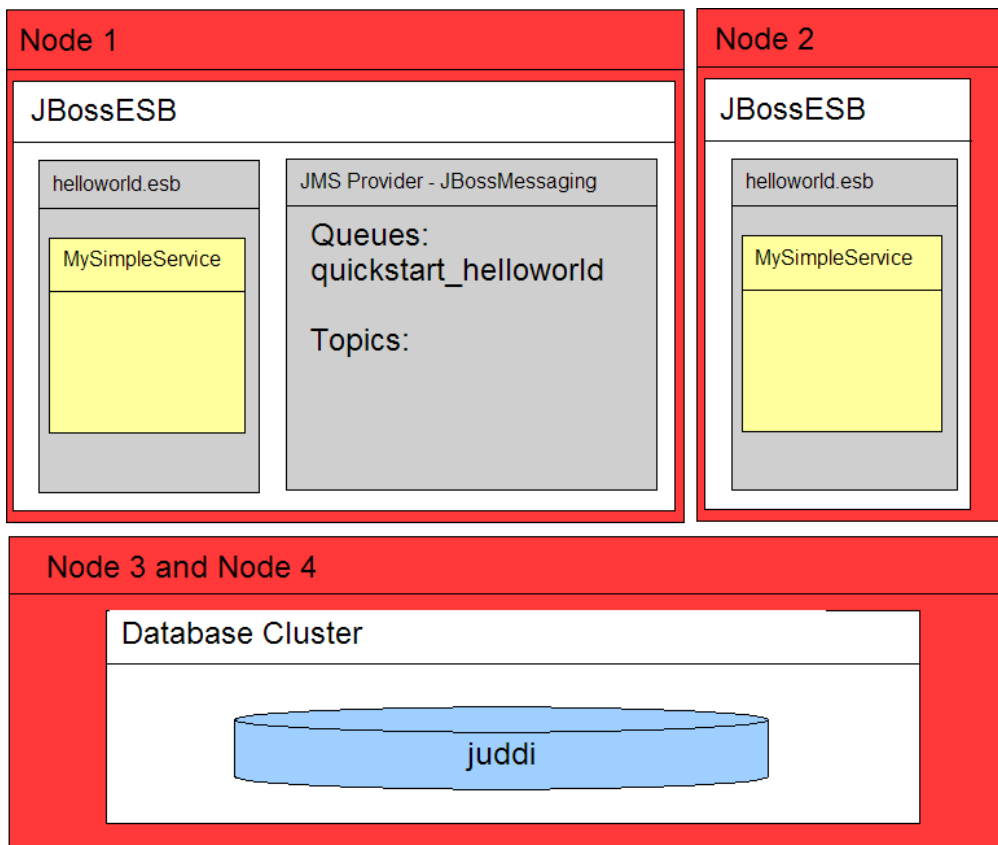 Node 1
JBossESB
helloworld.esb
MySimpleService
JMS Provider - JBossMessaging
Queues:
quickstart_helloworld
Topics:
Node 2
JBossESB
helloworld.esb
MySimpleService
Node 3 and Node 4
Database Cluster
juddi